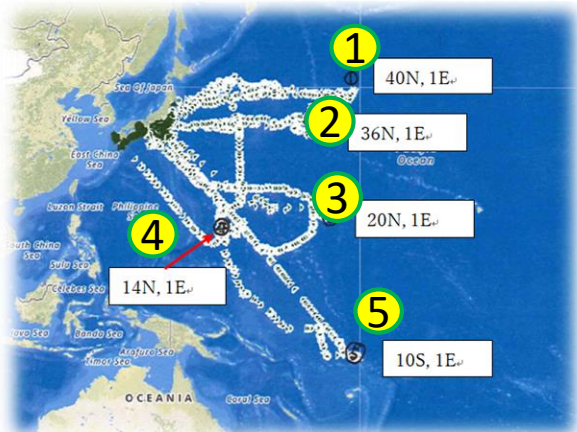 1
40N, 1E
Sea Of Japan
2
36N, 1E
Yellow Sea
Ocean
East China
Sea
3
20N, 1E
Luzon Strait
Philippine
4
South China
Sea
Sulu Sea
14N, 1E
Celebes Sea
5
Java Sea
Banda Sea
Arafura Sea
Timor Sea
10S, 1E
OCEANIA
Coral Sea